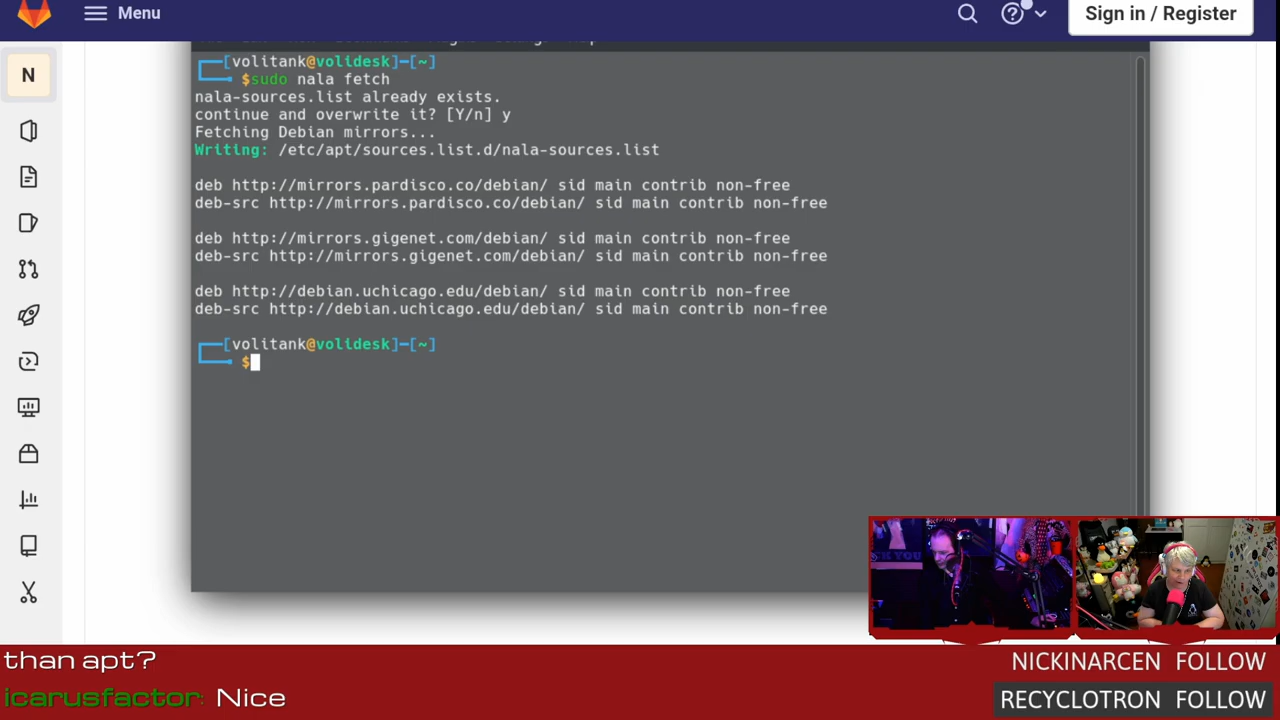 Menu
Sign in / Register
N
[volitank@volidesk]-[~]
$sudo nala fetch
nala-sources.list already exists.
continue and overwrite it? [Y/n] y
Fetching Debian mirrors...
Writing: /etc/apt/sources.list.d/nala-sources.list
deb http://mirrors.pardisco.co/debian/ sid main contrib non-free
deb-src http://mirrors.pardisco.co/debian/ sid main contrib non-free
deb http://mirrors.gigenet.com/debian/ sid main contrib non-free
deb-src http://mirrors.gigenet.com/debian/ sid main contrib non-free
deb http://debian.uchicago.edu/debian/ sid main contrib non-free
deb-src http://debian.uchicago.edu/debian/ sid main contrib non-free
[volitank@volidesk]-[~]
$
than apt?
icarusfactor: Nice
NICKINARCEN FOLLOW
RECYCLOTRON FOLLOW